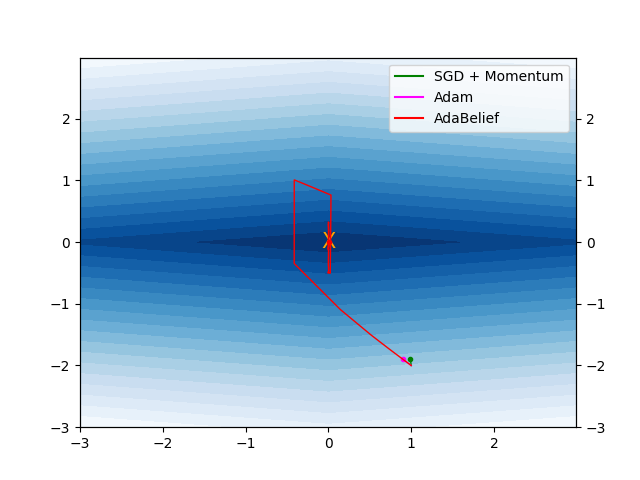 SGD + Momentum
Adam
AdaBelief
2 2
1 1
0 X 0
−1 −1
−2 −2
−3 −3
−3 −2 −1 0 1 2